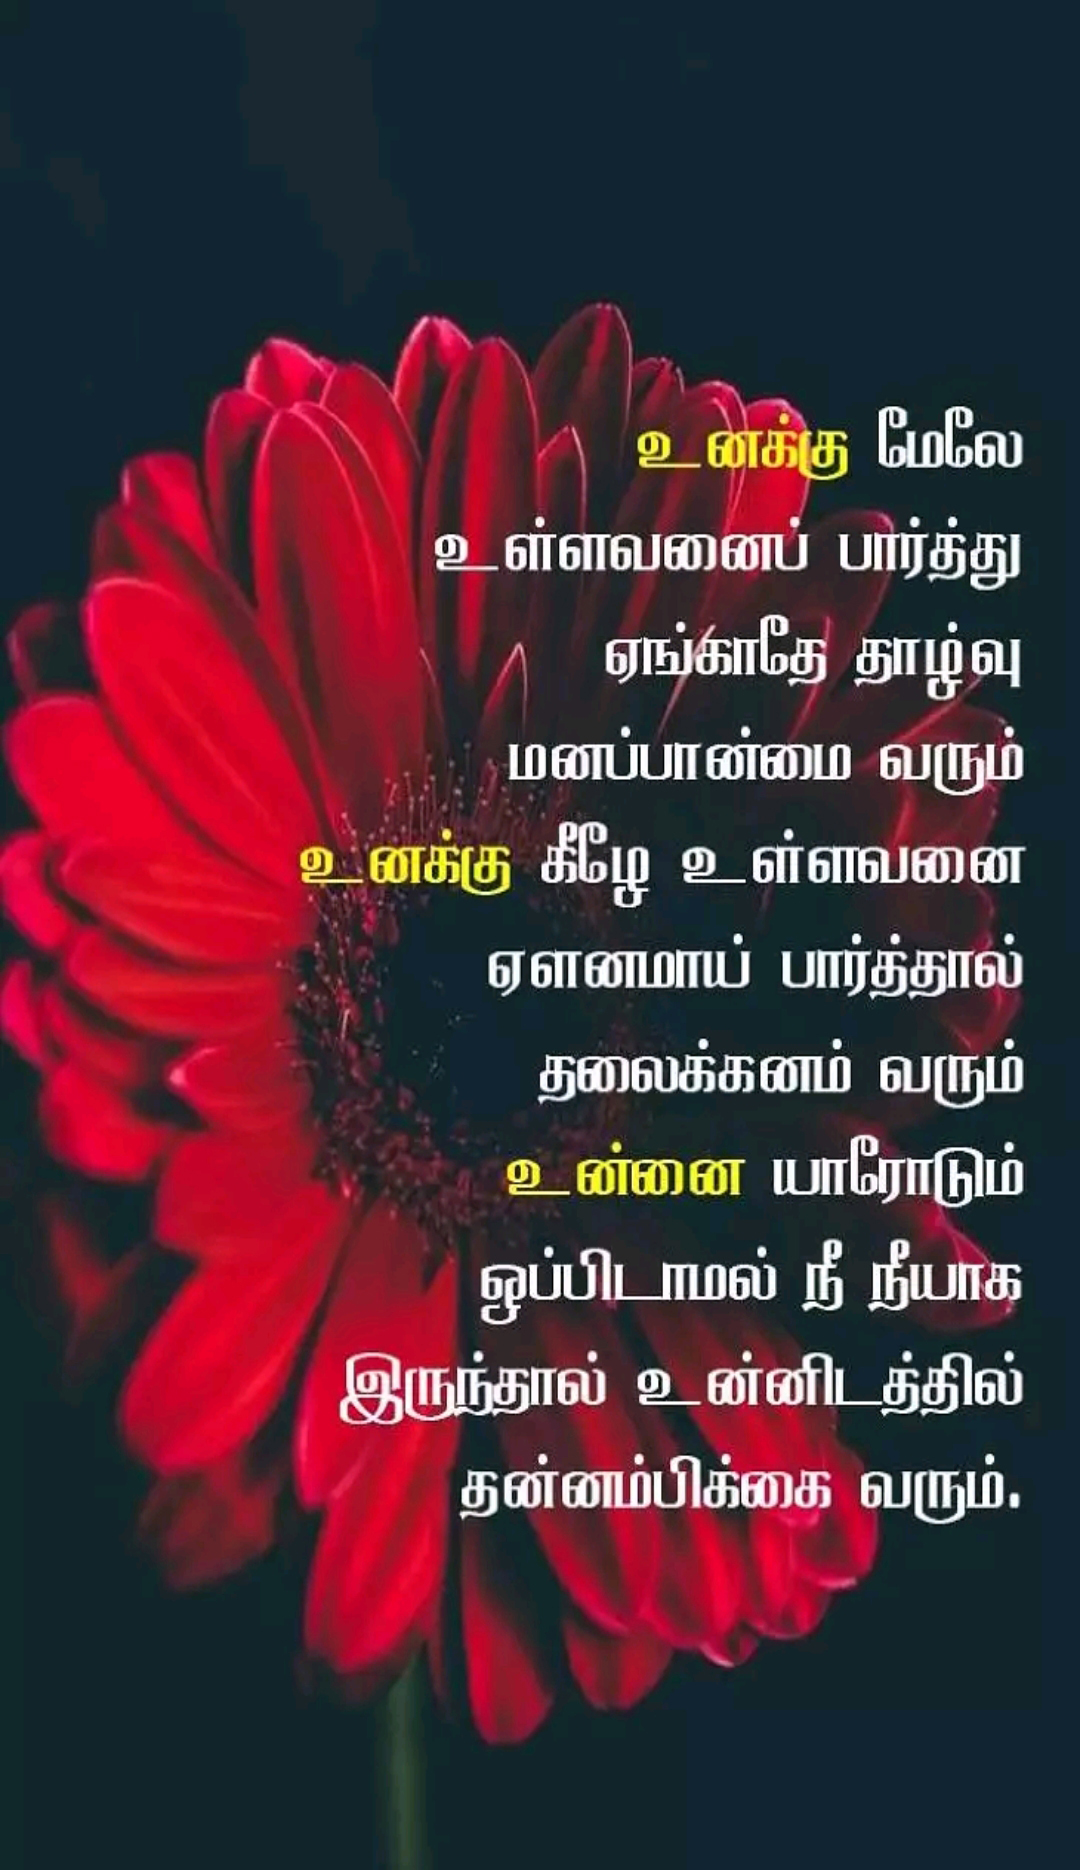 உனக்கு மேலே
உள்ளவனைப் பார்த்து
ஏங்காதே தாழ்வு
மனப்பான்மை வரும்
உனக்கு கீழே உள்ளவனை
ஏளனமாய் பார்த்தால்
தலைக்கனம் வரும்
உன்னை யாரோடும்
ஒப்பிடாமல் நீ நீயாக
இருந்தால் உன்னிடத்தில்
தன்னம்பிக்கை வரும்.